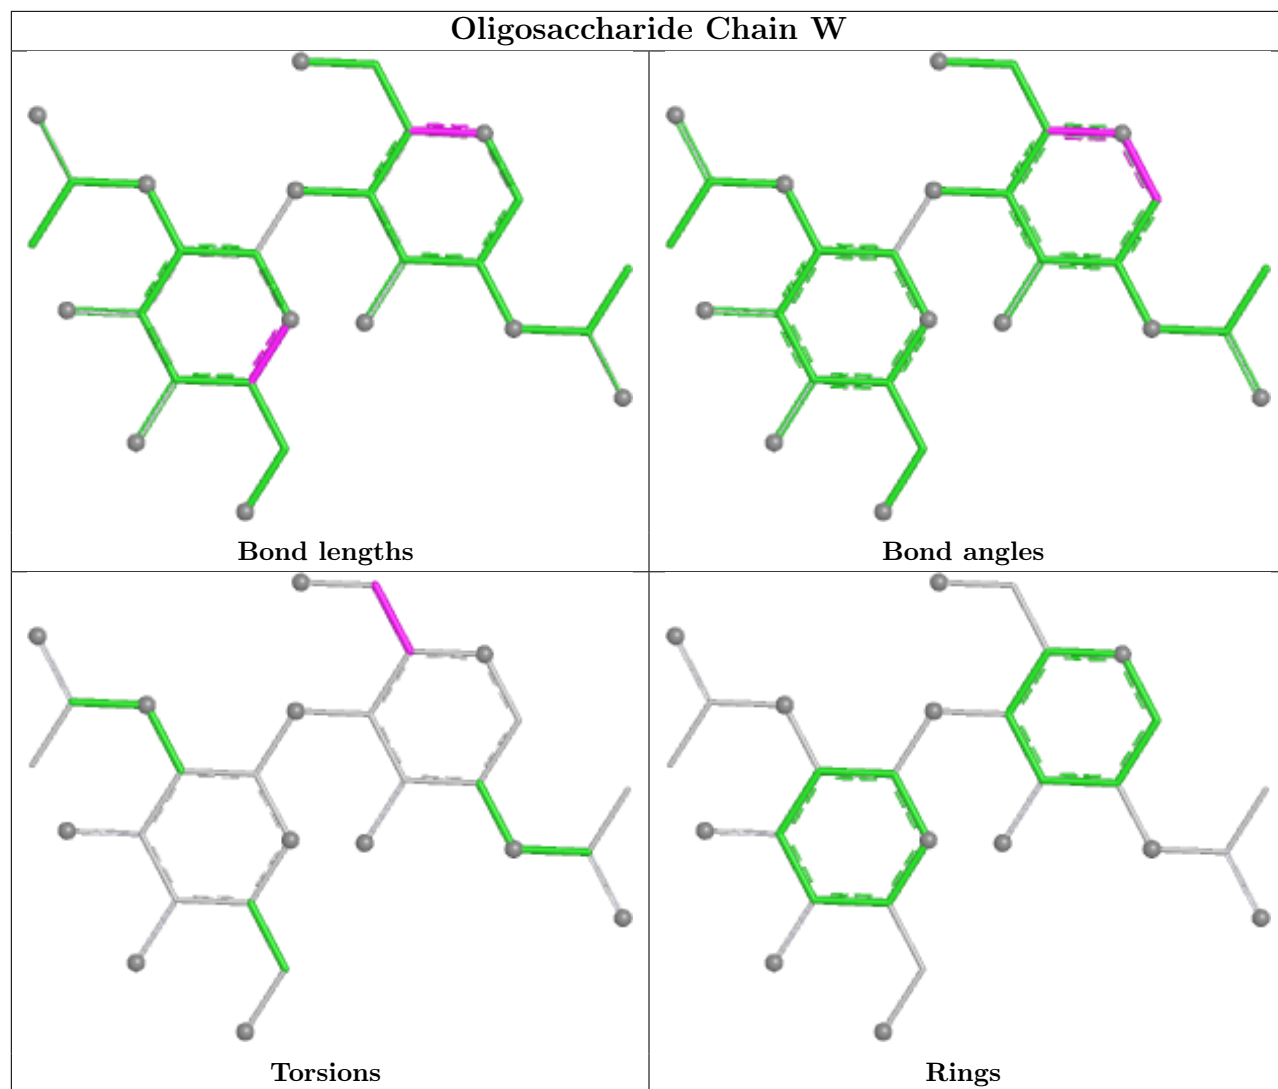 Oligosaccharide Chain W
Bond lengths
Bond angles
Torsions
Rings